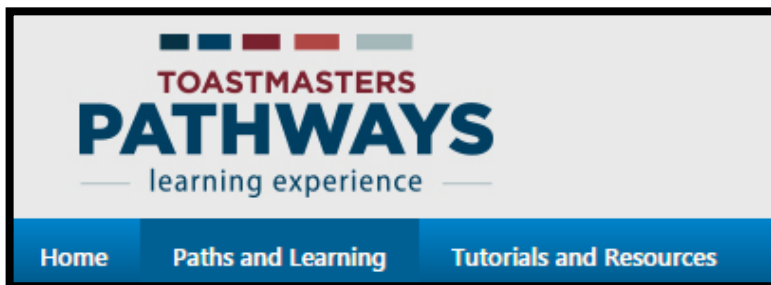 TOASTMASTERS
PATHWAYS
learning experience
Home Paths and Learning Tutorials and Resources